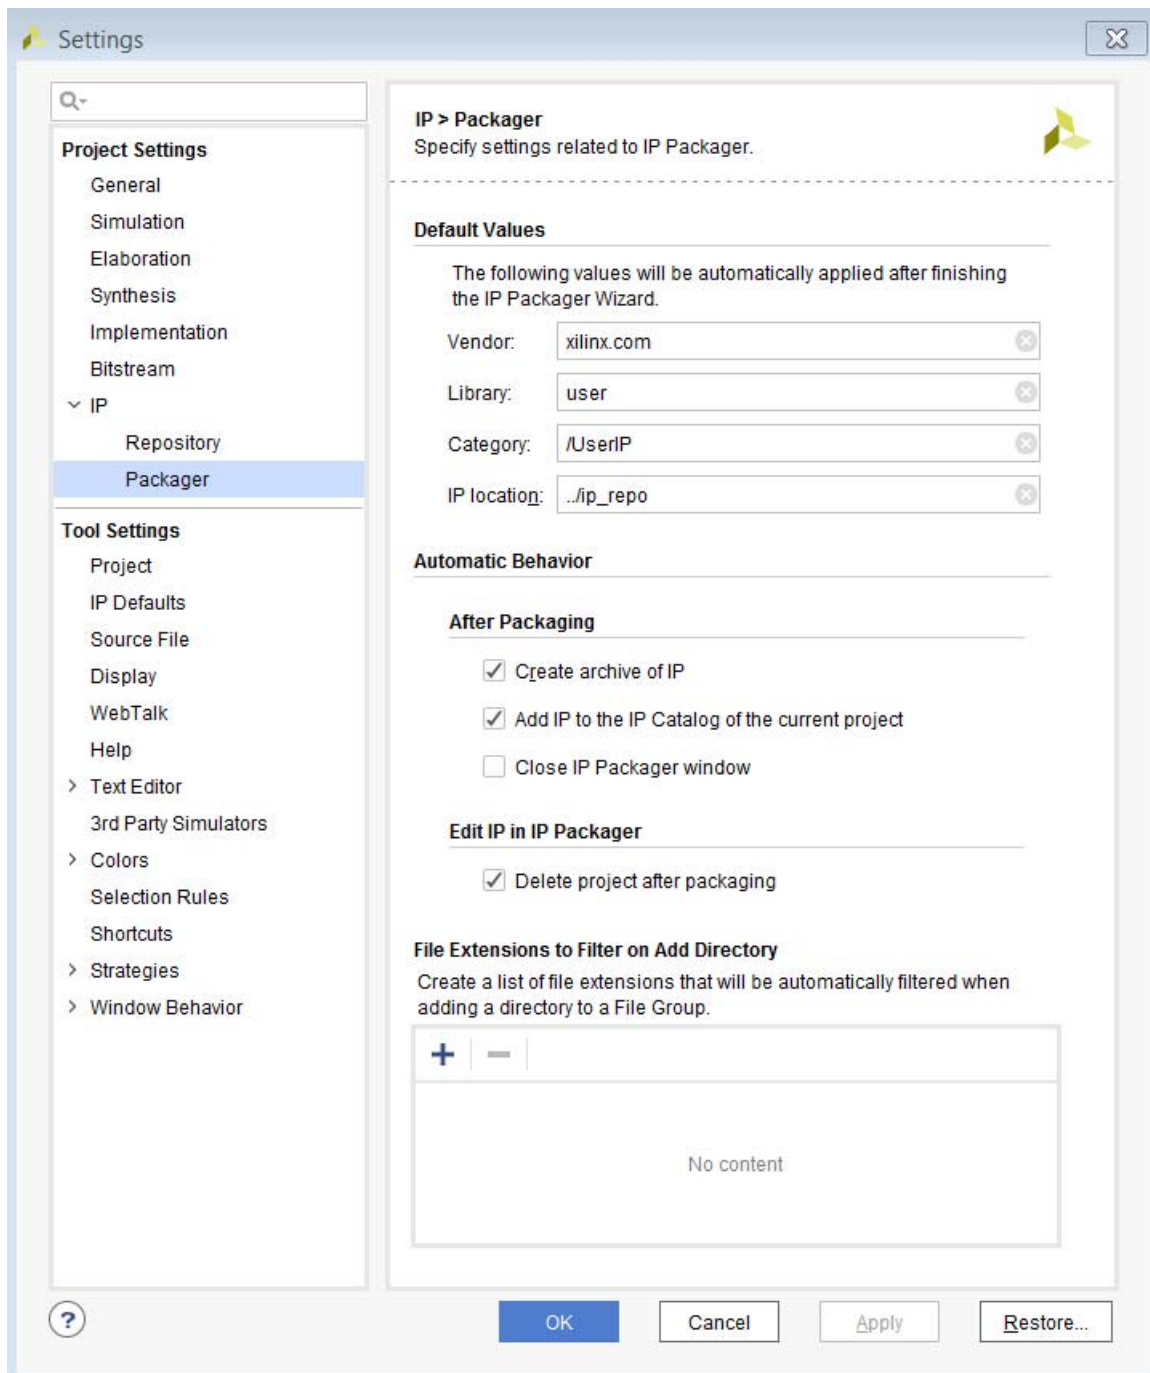 Settings
Project Settings
General
Simulation
Elaboration
Synthesis
Implementation
Bitstream
IP
Repository
Packager
Tool Settings
Project
IP Defaults
Source File
Display
WebTalk
Help
Text Editor
3rd Party Simulators
Colors
Selection Rules
Shortcuts
Strategies
Window Behavior
IP > Packager
Specify settings related to IP Packager.
Default Values
The following values will be automatically applied after finishing
the IP Packager Wizard.
Vendor: xilinx.com
Library: user
Category: /UserIP
IP location: ../ip_repo
Automatic Behavior
After Packaging
Create archive of IP
Add IP to the IP Catalog of the current project
Close IP Packager window
Edit IP in IP Packager
Delete project after packaging
File Extensions to Filter on Add Directory
Create a list of file extensions that will be automatically filtered when
adding a directory to a File Group.
No content
? OK Cancel Apply Restore...